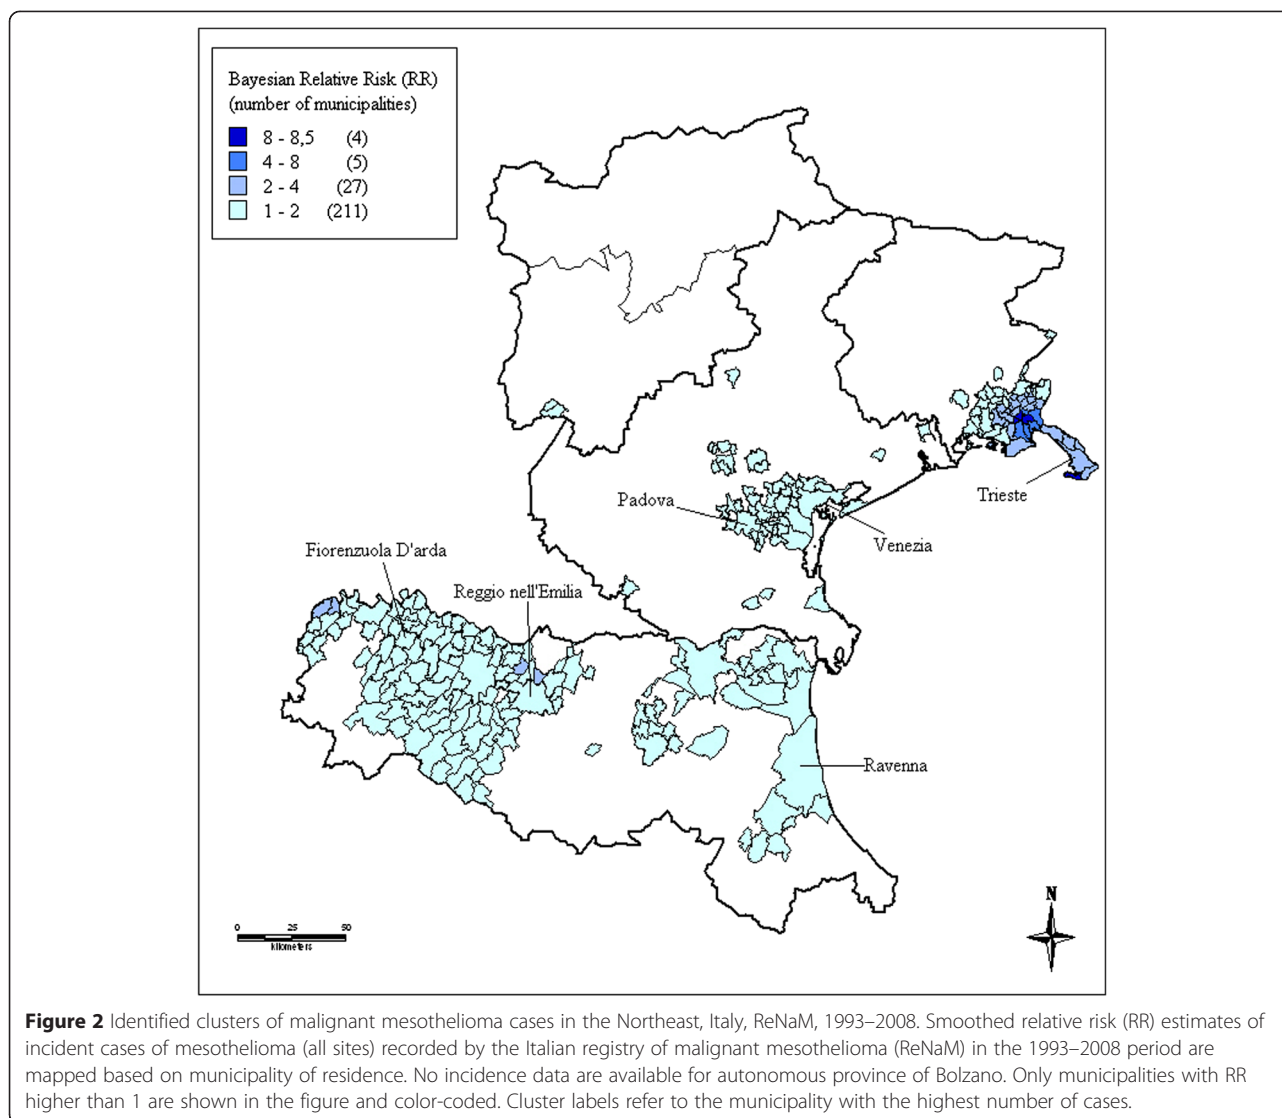 Bayesian Relative Risk (RR)
(number of municipalities)
8 - 8,5 (4)
4 - 8 (5)
2 - 4 (27)
1 - 2 (211)
Trieste
Padova
Venezia
Fiorenzuola D'arda
Reggio nell'Emilia
Ravenna
N
0 25 50
kilometers
Figure 2 Identified clusters of malignant mesothelioma cases in the Northeast, Italy, ReNaM, 1993–2008. Smoothed relative risk (RR) estimates of
incident cases of mesothelioma (all sites) recorded by the Italian registry of malignant mesothelioma (ReNaM) in the 1993–2008 period are
mapped based on municipality of residence. No incidence data are available for autonomous province of Bolzano. Only municipalities with RR
higher than 1 are shown in the figure and color-coded. Cluster labels refer to the municipality with the highest number of cases.